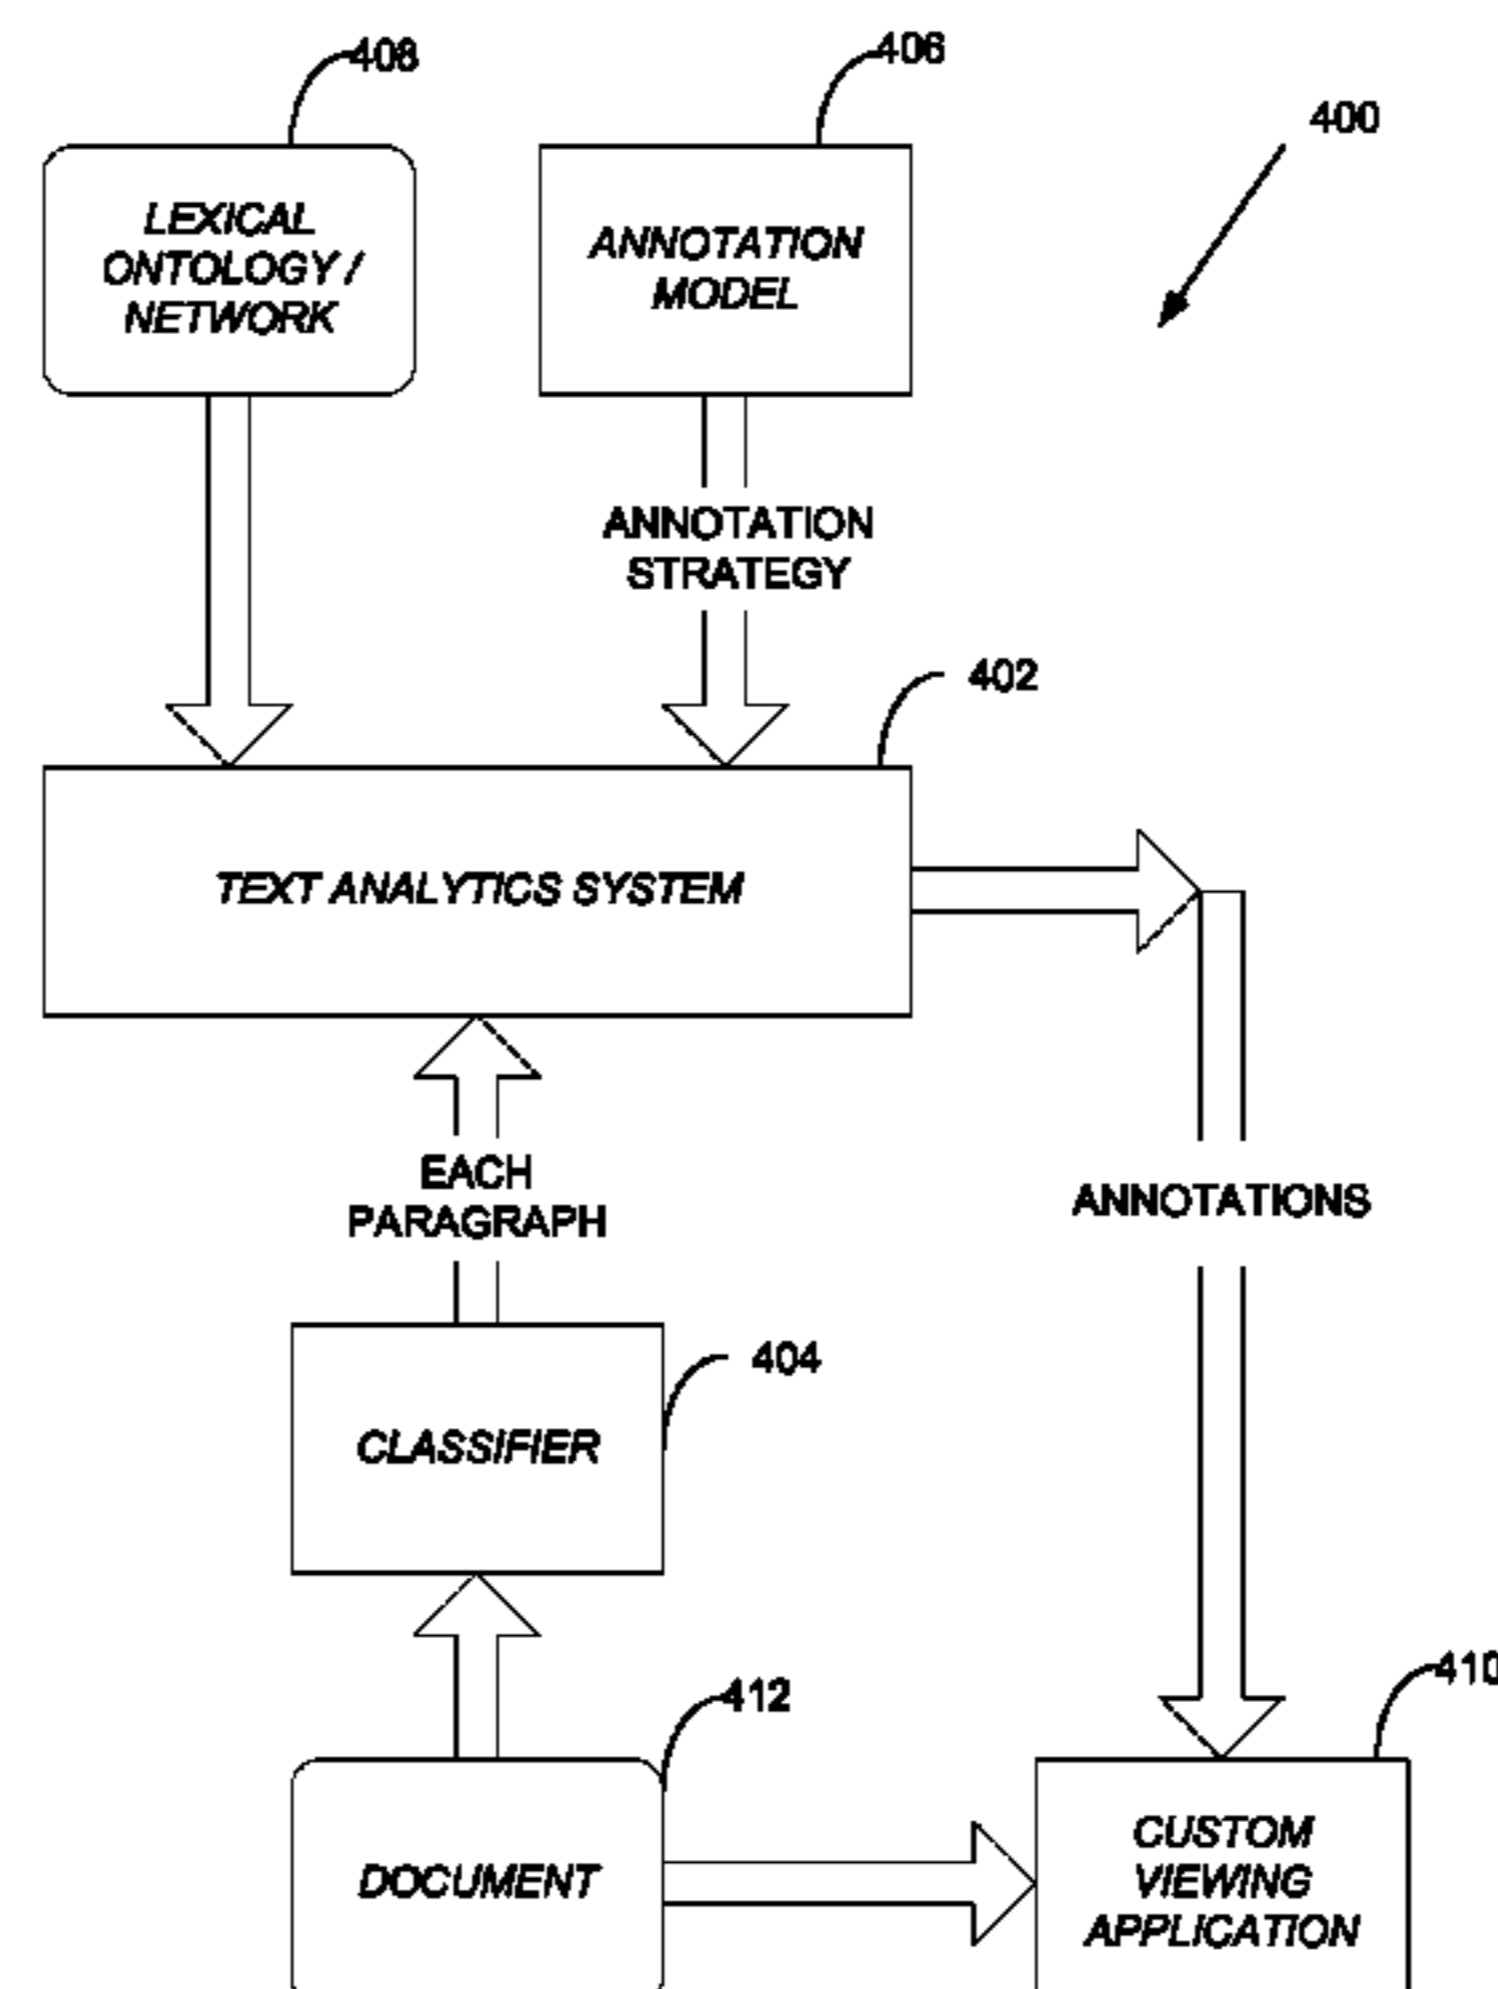 408
406
400
LEXICAL
ONTOLOGY /
NETWORK
ANNOTATION
MODEL
ANNOTATION
STRATEGY
402
TEXT ANALYTICS SYSTEM
EACH
PARAGRAPH
ANNOTATIONS
404
CLASSIFIER
412
410
DOCUMENT
CUSTOM
VIEWING
APPLICATION